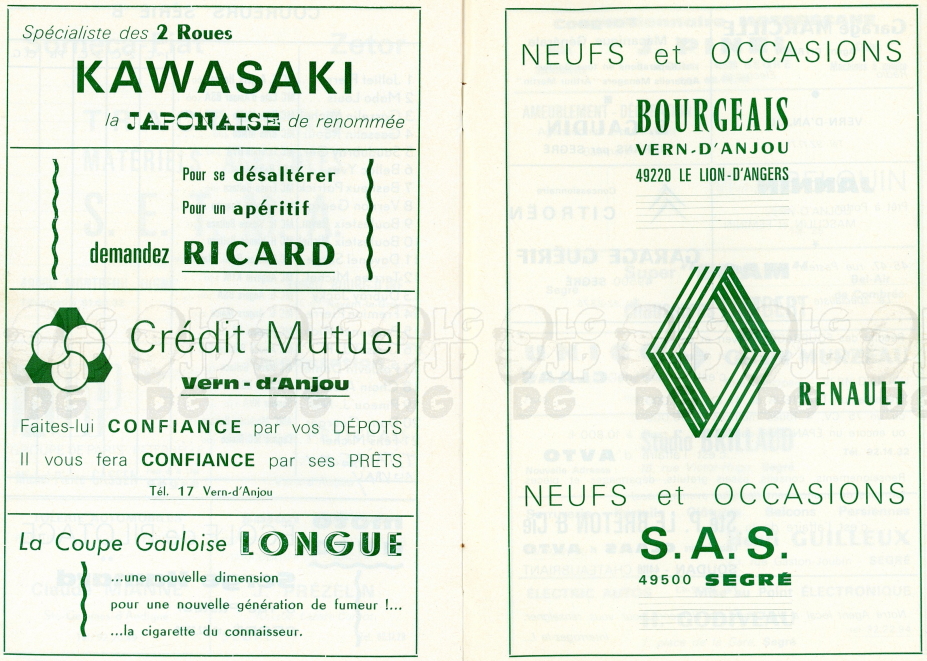 Spécialiste des 2 Roues
KAWASAKI
la JAPONAISE de renommée
Pour se désaltérer
Pour un apéritif
demandez RICARD
Crédit Mutuel
Vern-d'Anjou
Faites-lui CONFIANCE par vos DÉPOTS
Il vous fera CONFIANCE par ses PRÊTS
Tél. 17 Vern-d'Anjou
La Coupe Gauloise LONGUE
...une nouvelle dimension
pour une nouvelle génération de fumeur !...
...la cigarette du connaisseur.
NEUFS et OCCASIONS
BOURGEAIS
VERN-D'ANJOU
49220 LE LION-D'ANGERS
RENAULT
NEUFS et OCCASIONS
S.A.S.
49500 SEGRÉ